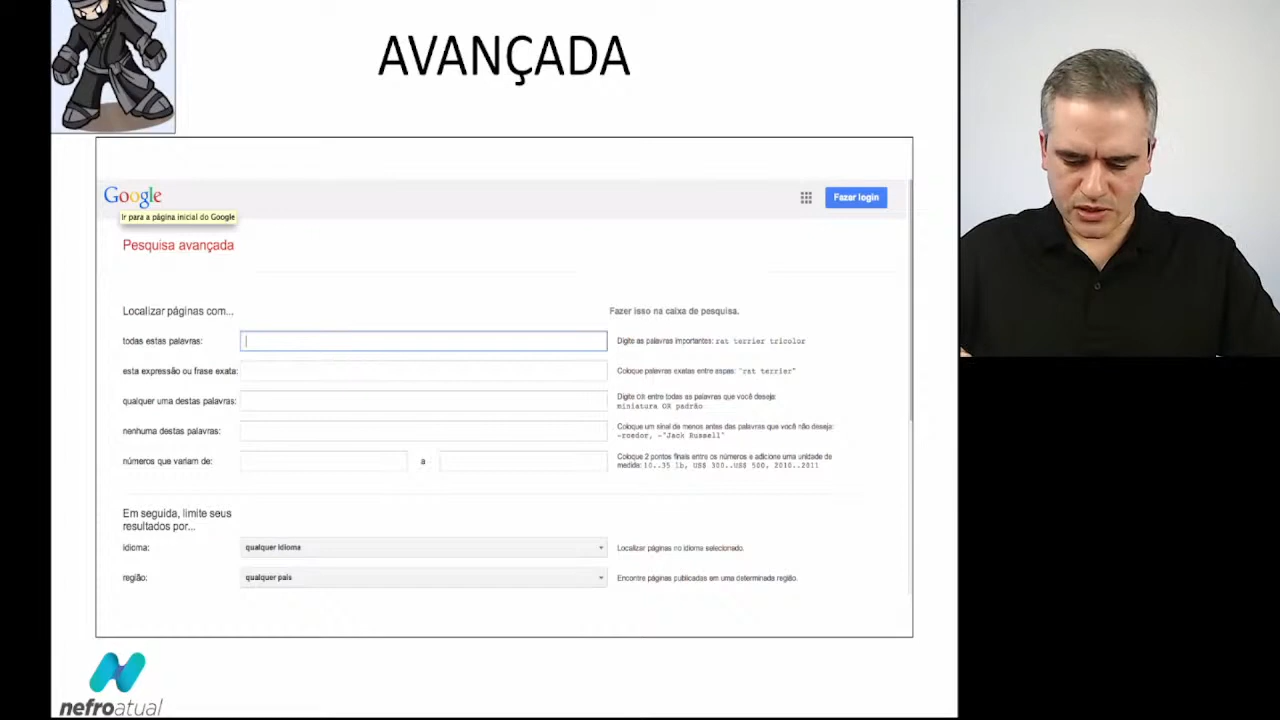 AVANÇADA
Google
Fazer login
Ir para a página inicial do Google
Pesquisa avançada
Localizar páginas com...
Fazer isso na caixa de pesquisa.
todas estas palavras:
Digite as palavras importantes: rat terrier tricolor
esta expressão ou frase exata:
Coloque palavras exatas entre aspas: "rat terrier"
qualquer uma destas palavras:
Digite OR entre todas as palavras que você deseja:
miniatura OR padrão
nenhuma destas palavras:
Coloque um sinal de menos antes das palavras que você não deseja:
-roedor, -"Jack Russell"
números que variam de:
a
Coloque 2 pontos finais entre os números e adicione uma unidade de
medida: 10..35 lb, US$ 300..US$ 500, 2010..2011
Em seguida, limite seus
resultados por...
idioma:
qualquer idioma
Localizar páginas no idioma selecionado.
região:
qualquer país
Encontre páginas publicadas em uma determinada região.
nefroatual